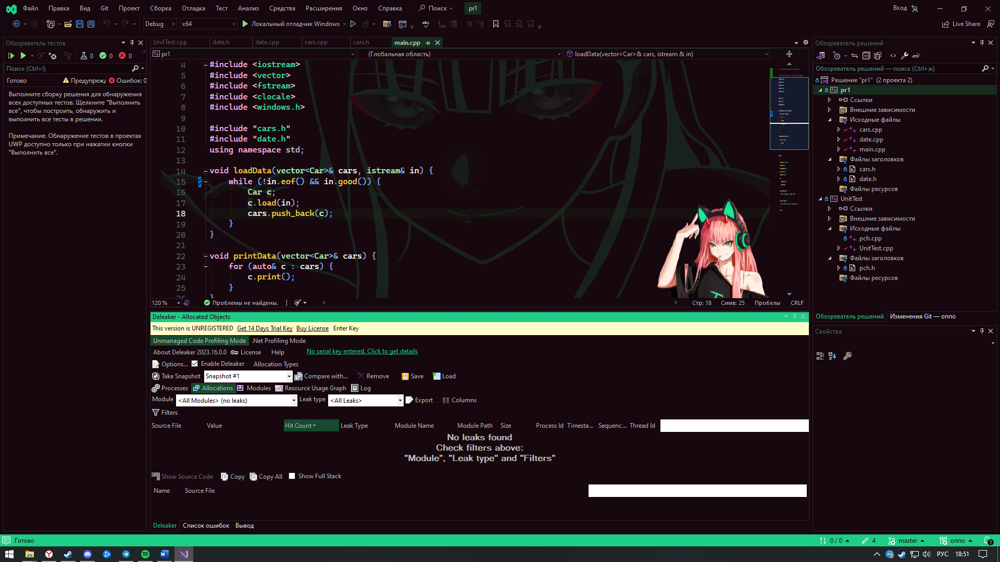 Файл Правка Вид Git Проект Сборка Отладка Тест Анализ Средства Расширения Окно Справка Поиск pr1 Вход
Debug x64 Локальный отладчик Windows Live Share
Обозреватель тестов
0 0 0
Поиск (Ctrl+I)
Готово Предупреж Ошибок: 0
Выполните сборку решения для обнаружения
всех доступных тестов. Щелкните "Выполнить
все", чтобы построить, обнаружить и
выполнить все тесты в решении.
Примечание. Обнаружение тестов в проектах
UWP доступно только при нажатии кнопки
"Выполнить все".
UnitTest.cpp date.h date.cpp cars.cpp cars.h main.cpp
pr1 (Глобальная область) loadData(vector<Car>& cars, istream & in)
4 #include <iostream>
5 #include <vector>
6 #include <fstream>
7 #include <clocale>
8 #include <windows.h>
9
10 #include "cars.h"
11 #include "date.h"
12 using namespace std;
13
14 void loadData(vector<Car>& cars, istream& in) {
15 while (!in.eof() && in.good()) {
16 Car c;
17 c.load(in);
18 cars.push_back(c);
19 }
20 }
21
22 void printData(vector<Car>& cars) {
23 for (auto& c : cars) {
24 c.print();
25 }
26 }
120 % Проблемы не найдены. Стр: 18 Симв: 25 Пробелы CRLF
Deleaker - Allocated Objects
This version is UNREGISTERED Get 14 Days Trial Key Buy License Enter Key
Unmanaged Code Profiling Mode .Net Profiling Mode
About Deleaker 2023.16.0.0 License Help No serial key entered. Click to get details
Options... Enable Deleaker Allocation Types
Take Snapshot Snapshot #1 Compare with... Remove Save Load
Processes Allocations Modules Resource Usage Graph Log
Module <All Modules> (no leaks) Leak type <All Leaks> Export Columns
Filters
Source File Value Hit Count Leak Type Module Name Module Path Size Process Id Timesta... Sequenc... Thread Id
No leaks found
Check filters above:
"Module", "Leak type" and "Filters"
Show Source Code Copy Copy All Show Full Stack
Name Source File
Deleaker Список ошибок Вывод
Обозреватель решений
Обозреватель решений — поиск (Ctrl+ж)
Решение "pr1" (2 проекта 2)
pr1
Ссылки
Внешние зависимости
Исходные файлы
cars.cpp
date.cpp
main.cpp
Файлы заголовков
cars.h
date.h
Файлы ресурсов
UnitTest
Ссылки
Внешние зависимости
Исходные файлы
pch.cpp
UnitTest.cpp
Файлы заголовков
pch.h
Файлы ресурсов
Обозреватель решений Изменения Git — оппо
Свойства
Готово 0 / 0 4 master оппо 1
РУС 18:51